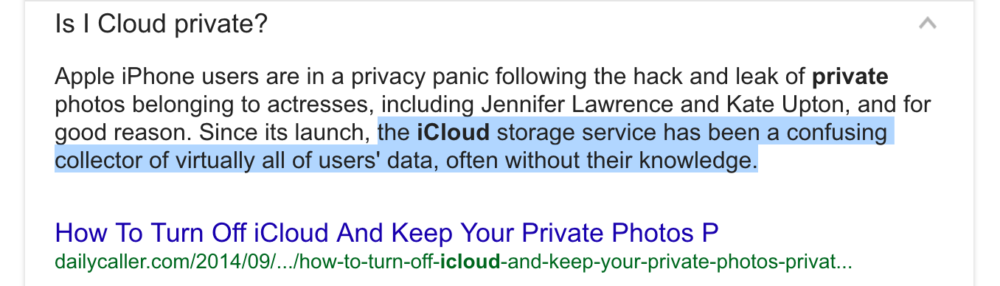 Is I Cloud private?
Apple iPhone users are in a privacy panic following the hack and leak of private
photos belonging to actresses, including Jennifer Lawrence and Kate Upton, and for
good reason. Since its launch, the iCloud storage service has been a confusing
collector of virtually all of users' data, often without their knowledge.
How To Turn Off iCloud And Keep Your Private Photos P
dailycaller.com/2014/09/.../how-to-turn-off-icloud-and-keep-your-private-photos-privat...